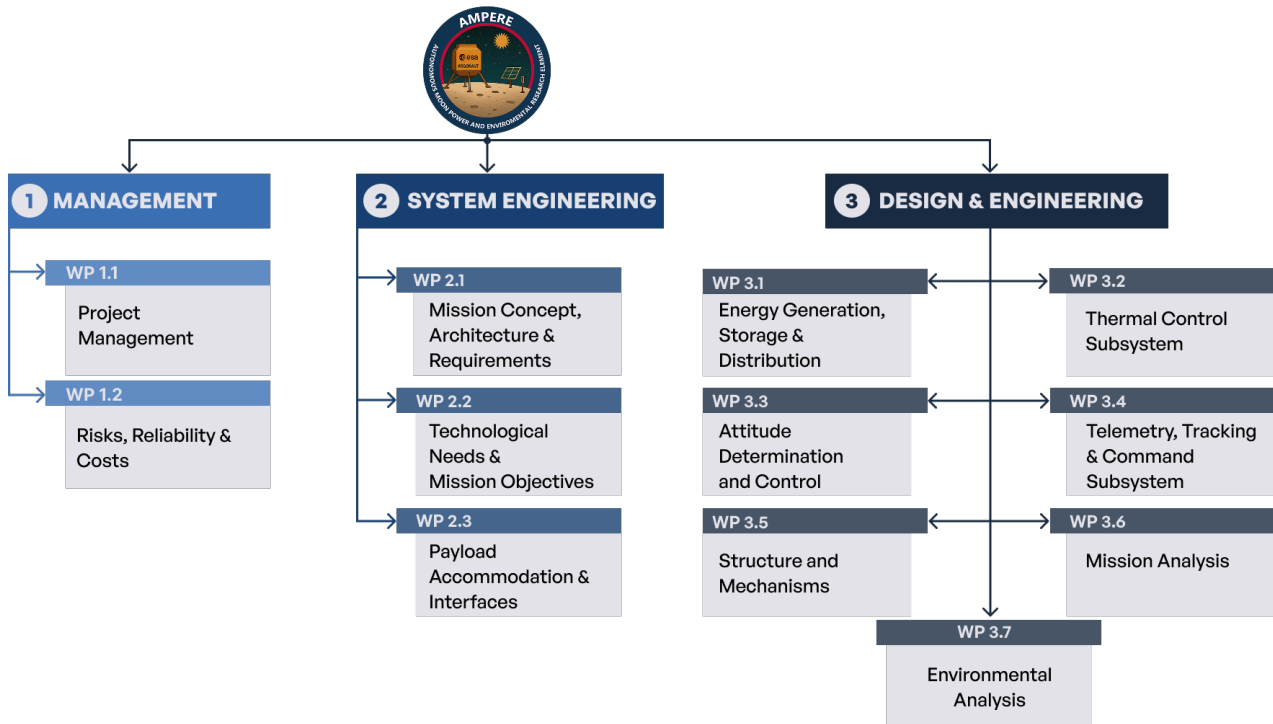 AMPERE
AUTONOMOUS MOON POWER AND ENVIROMENTAL RESEARCH ELEMENT
esa
ARGONAUT
1 MANAGEMENT
WP 1.1
Project
Management
WP 1.2
Risks, Reliability &
Costs
2 SYSTEM ENGINEERING
WP 2.1
Mission Concept,
Architecture &
Requirements
WP 2.2
Technological
Needs &
Mission Objectives
WP 2.3
Payload
Accommodation &
Interfaces
3 DESIGN & ENGINEERING
WP 3.1
Energy Generation,
Storage &
Distribution
WP 3.2
Thermal Control
Subsystem
WP 3.3
Attitude
Determination
and Control
WP 3.4
Telemetry, Tracking
& Command
Subsystem
WP 3.5
Structure and
Mechanisms
WP 3.6
Mission Analysis
WP 3.7
Environmental
Analysis